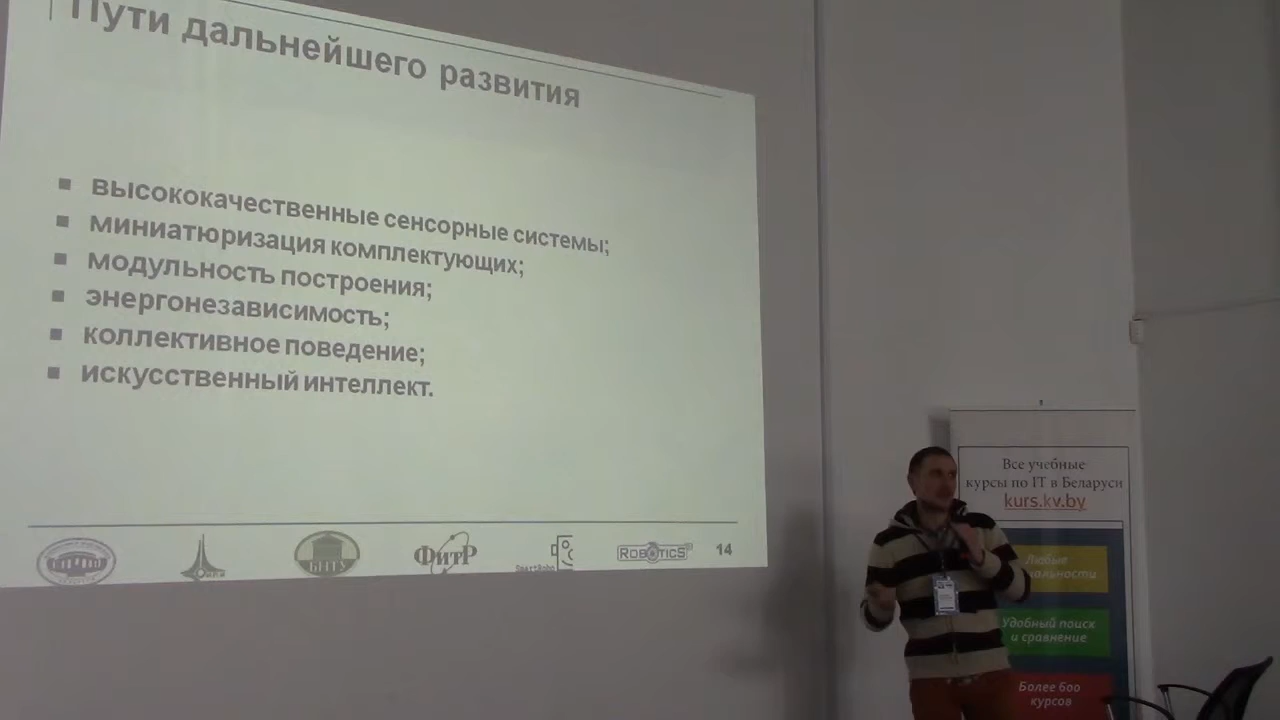 Пути дальнейшего развития
высококачественные сенсорные системы;
миниатюризация комплектующих;
модульность построения;
энергонезависимость;
коллективное поведение;
искусственный интеллект.
БНТУ
ФИТР
ROBOTICS
14
Все учебные
курсы по IT в Беларуси
kurs.kv.by
Любые
Удобный поиск
и сравнение
Более 600
курсов